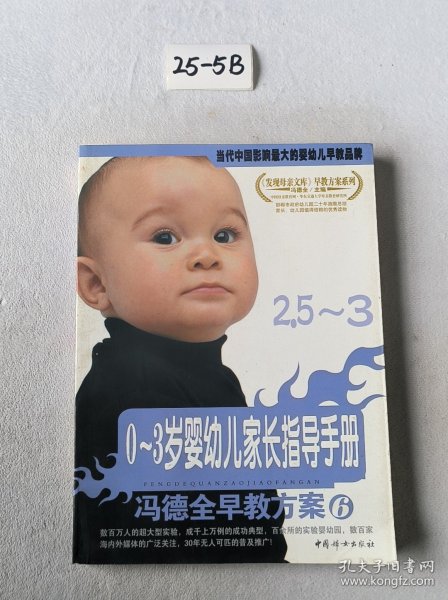 25-5B
当代中国影响最大的婴幼儿早教品牌
《发现母亲文库》早教方案系列
冯德全/主编
2.5~3
0~3岁婴幼儿家长指导手册
FENGDEQUANZAOJIAOFANGAN
冯德全早教方案⑥
数百万人的超大型实验,成千上万例的成功典型,百余所的实验婴幼园,数百家
海内外媒体的广泛关注,30年无人可匹的普及推广!
中国妇女出版社
孔夫子旧书网
kongfz.com